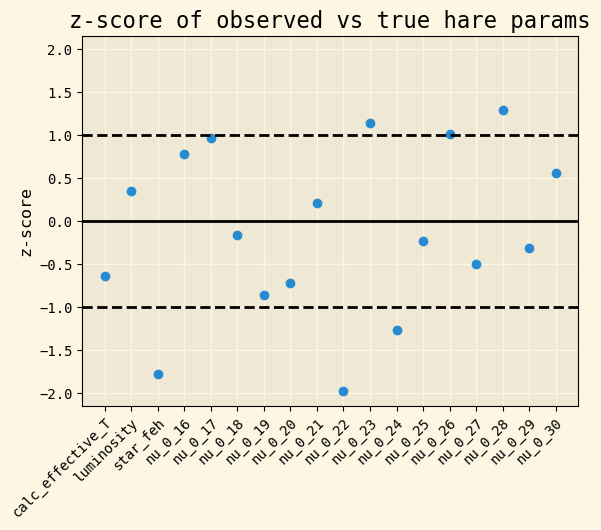 z-score of observed vs true hare params
z-score
2.0
1.5
1.0
0.5
0.0
−0.5
−1.0
−1.5
−2.0
calc_effective_T
luminosity
star_feh
nu_0_16
nu_0_17
nu_0_18
nu_0_19
nu_0_20
nu_0_21
nu_0_22
nu_0_23
nu_0_24
nu_0_25
nu_0_26
nu_0_27
nu_0_28
nu_0_29
nu_0_30